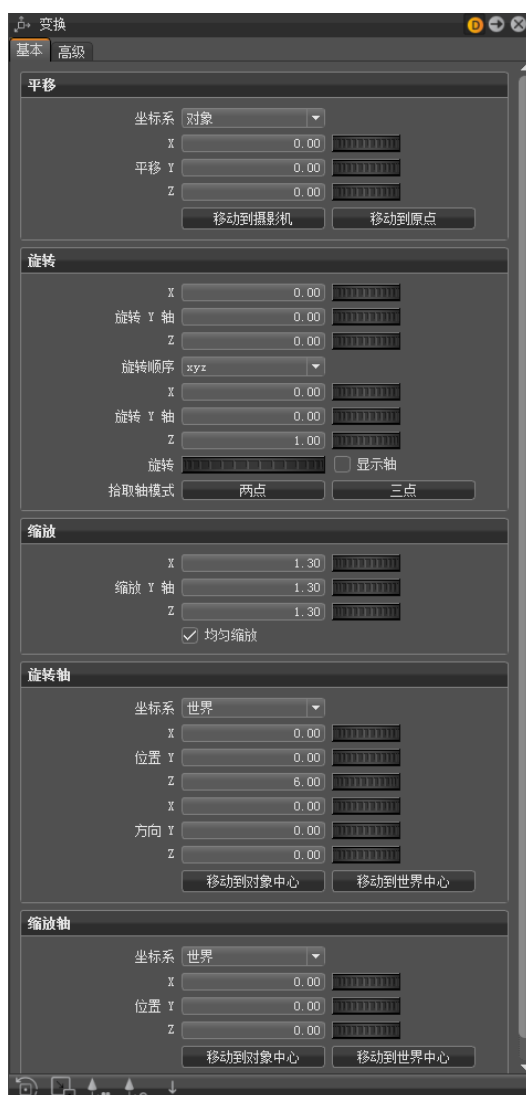 变换
D
基本 高级
平移
坐标系 对象
X 0.00
平移 Y 0.00
Z 0.00
移动到摄影机 移动到原点
旋转
X 0.00
旋转 Y 轴 0.00
Z 0.00
旋转顺序 xyz
X 0.00
旋转 Y 轴 0.00
Z 1.00
旋转 显示轴
拾取轴模式 两点 三点
缩放
X 1.30
缩放 Y 轴 1.30
Z 1.30
均匀缩放
旋转轴
坐标系 世界
X 0.00
位置 Y 0.00
Z 6.00
X 0.00
方向 Y 0.00
Z 0.00
移动到对象中心 移动到世界中心
缩放轴
坐标系 世界
X 0.00
位置 Y 0.00
Z 0.00
移动到对象中心 移动到世界中心